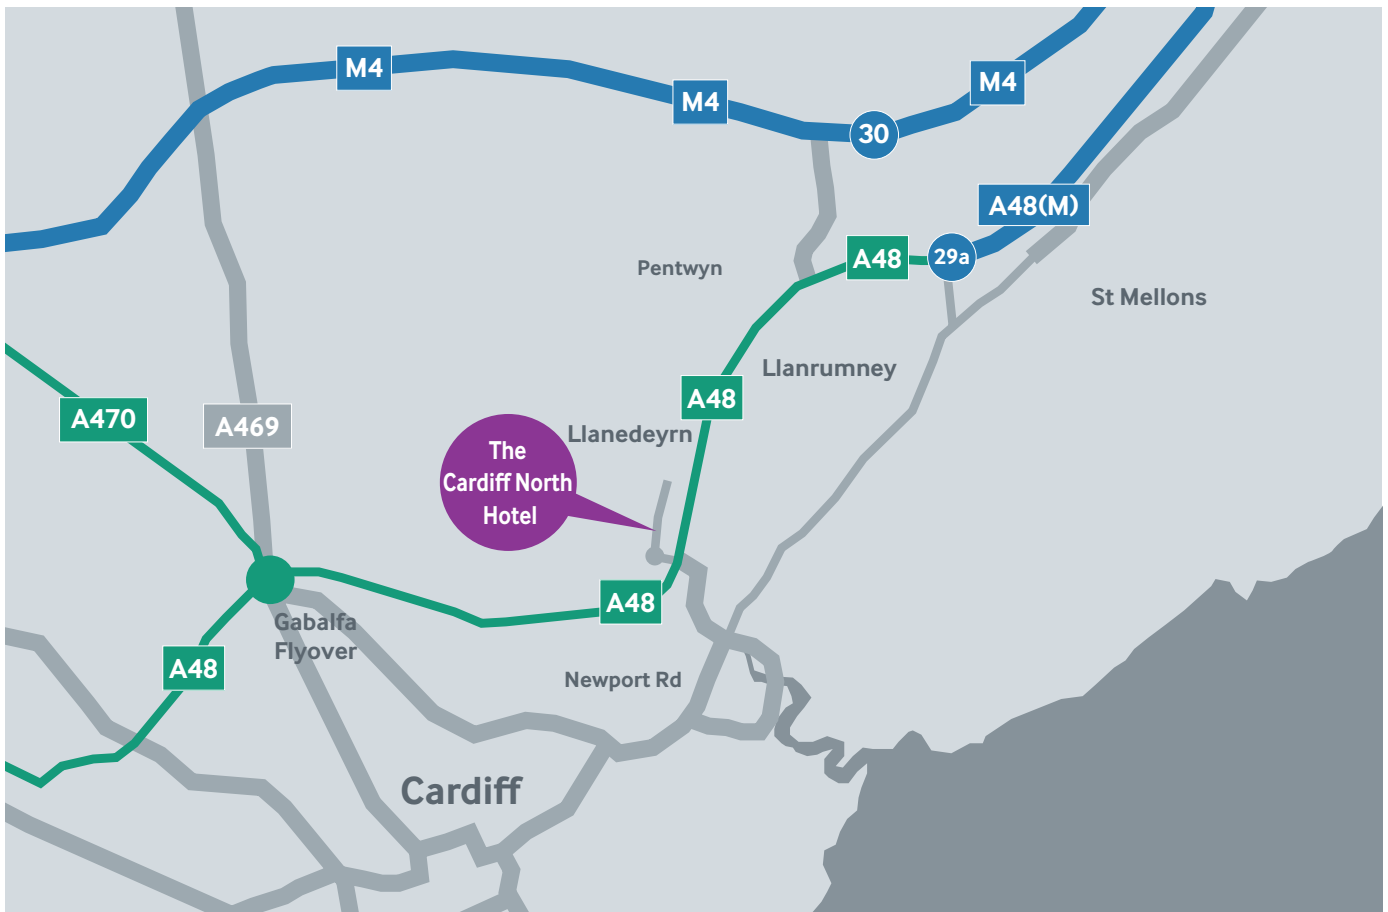 M4
M4
M4
30
A48(M)
A48
29a
Pentwyn
St Mellons
Llanrumney
A48
A470
A469
Llanedeyrn
The
Cardiff North
Hotel
A48
Gabalfa
Flyover
A48
Newport Rd
Cardiff